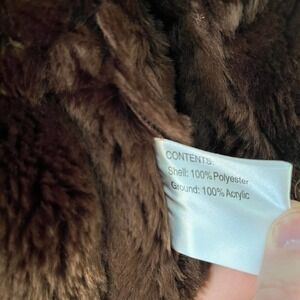 CONTENTS:
Shell: 100% Polyester
Ground: 100% Acrylic